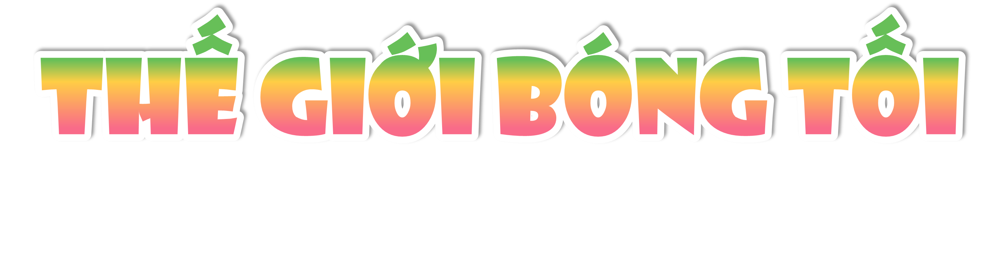 THẾ GIỚI BÓNG TỐI